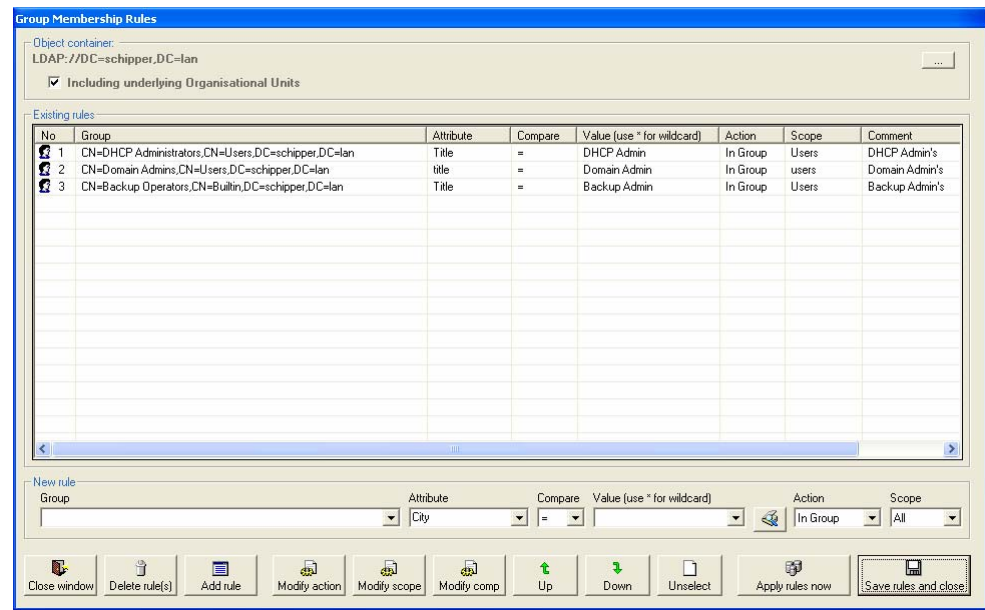 Group Membership Rules
Object container:
LDAP://DC=schipper,DC=lan
...
Including underlying Organisational Units
Existing rules
No Group Attribute Compare Value (use * for wildcard) Action Scope Comment
1 CN=DHCP Administrators,CN=Users,DC=schipper,DC=lan Title = DHCP Admin In Group Users DHCP Admin's
2 CN=Domain Admins,CN=Users,DC=schipper,DC=lan title = Domain Admin In Group users Domain Admin's
3 CN=Backup Operators,CN=Builtin,DC=schipper,DC=lan Title = Backup Admin In Group Users Backup Admin's
New rule
Group Attribute Compare Value (use * for wildcard) Action Scope
City = In Group All
Close window Delete rule(s) Add rule Modify action Modify scope Modify comp Up Down Unselect Apply rules now Save rules and close